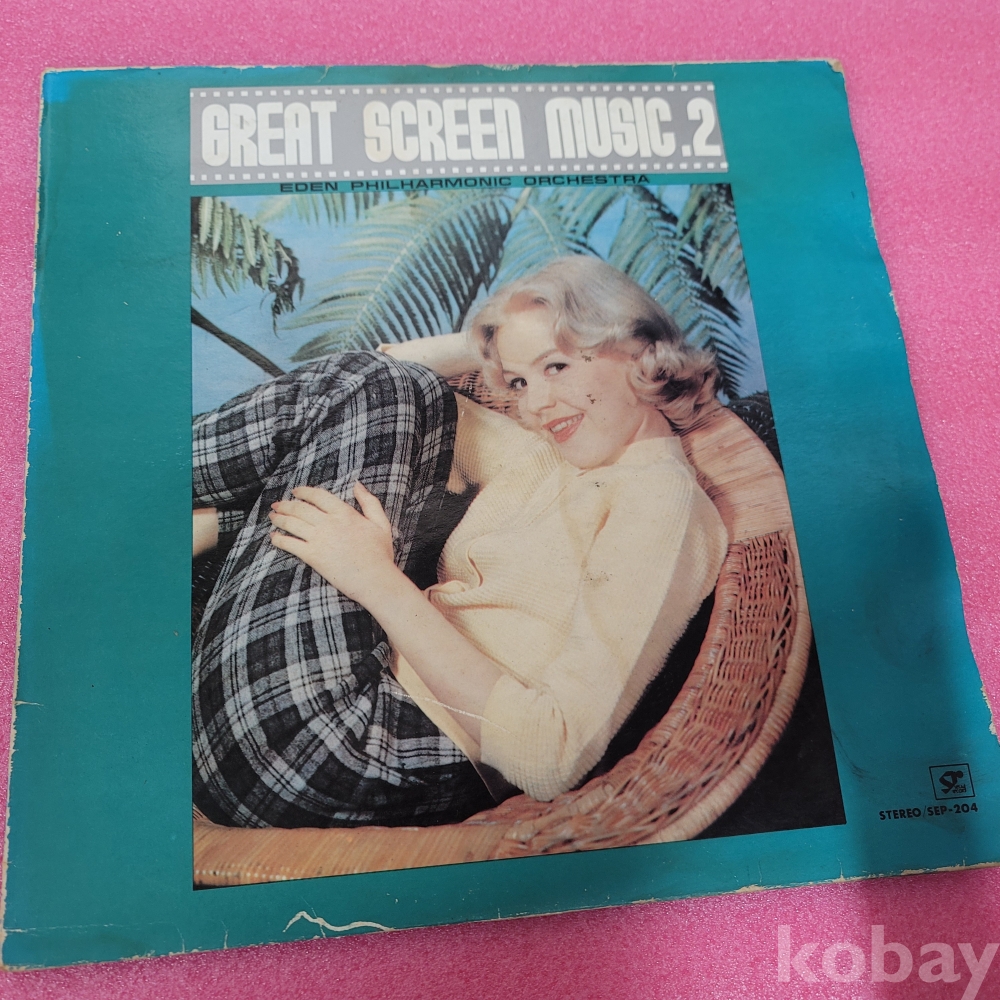 GREAT SCREEN MUSIC.2
EDEN PHILHARMONIC ORCHESTRA
STEREO/SEP-204
kobay